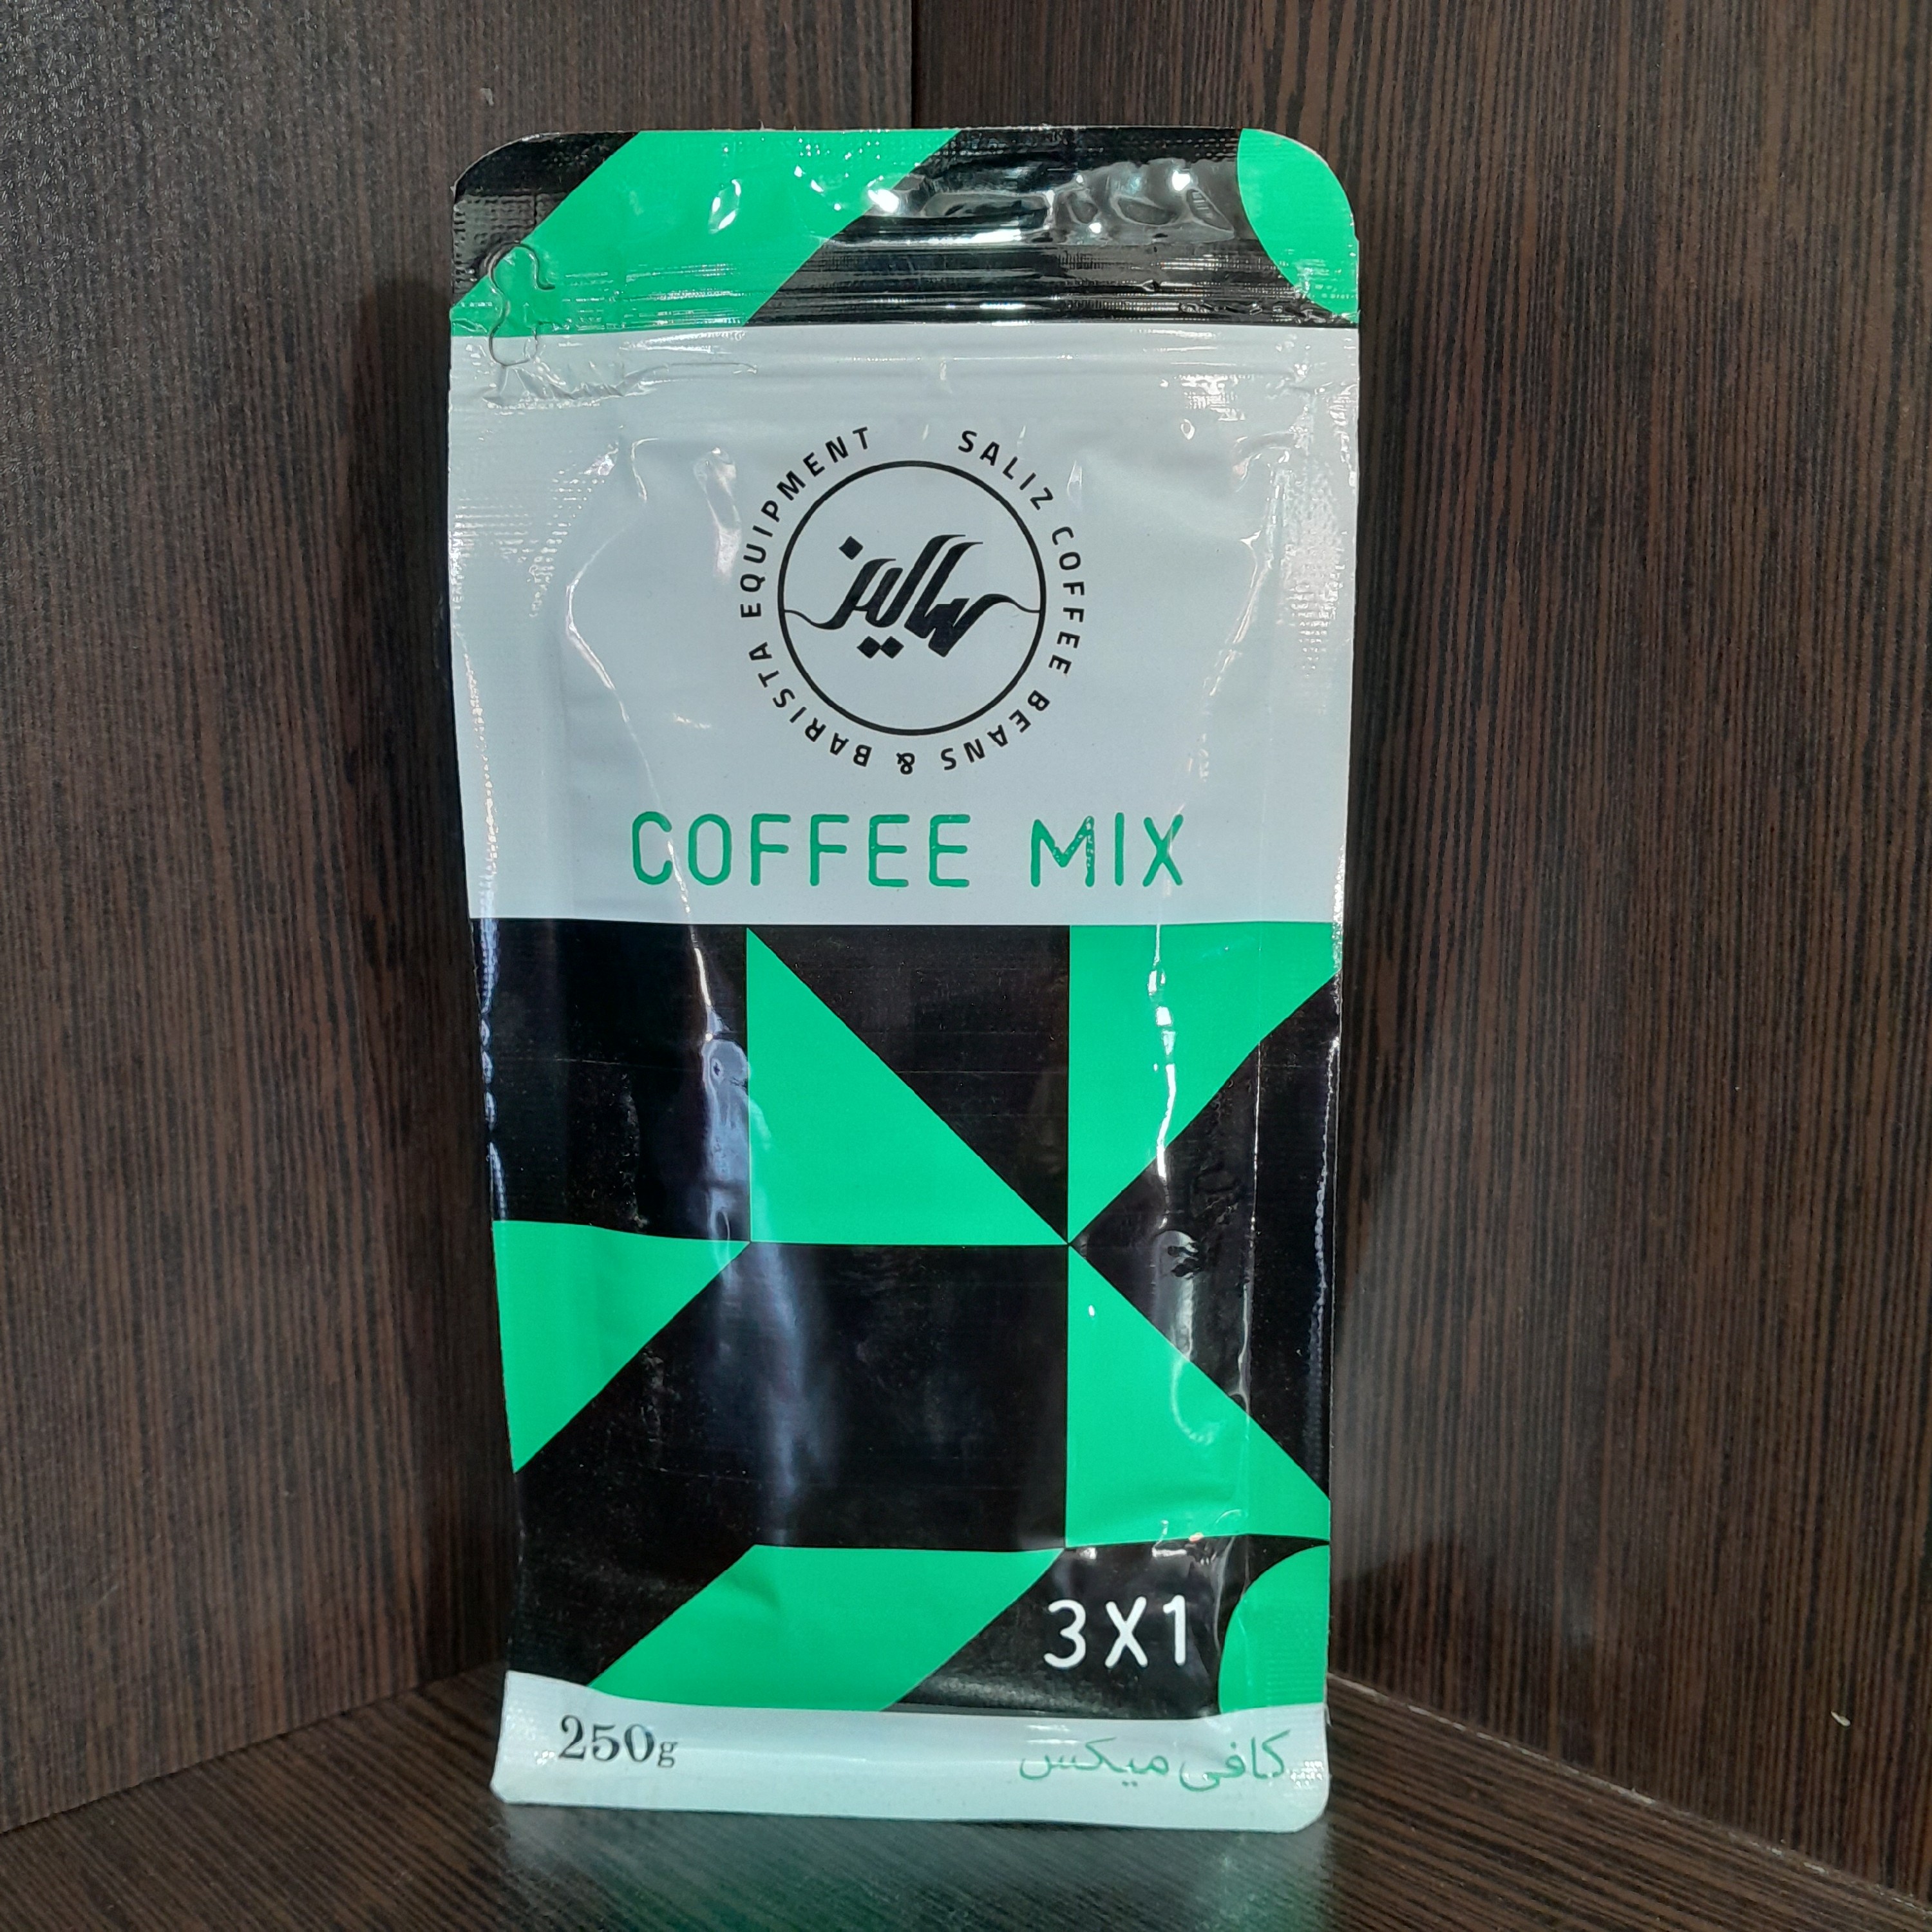 SALIZ COFFEE BEANS & BARISTA EQUIPMENT
سالیز
COFFEE MIX
3X1
250g
کافی میکس